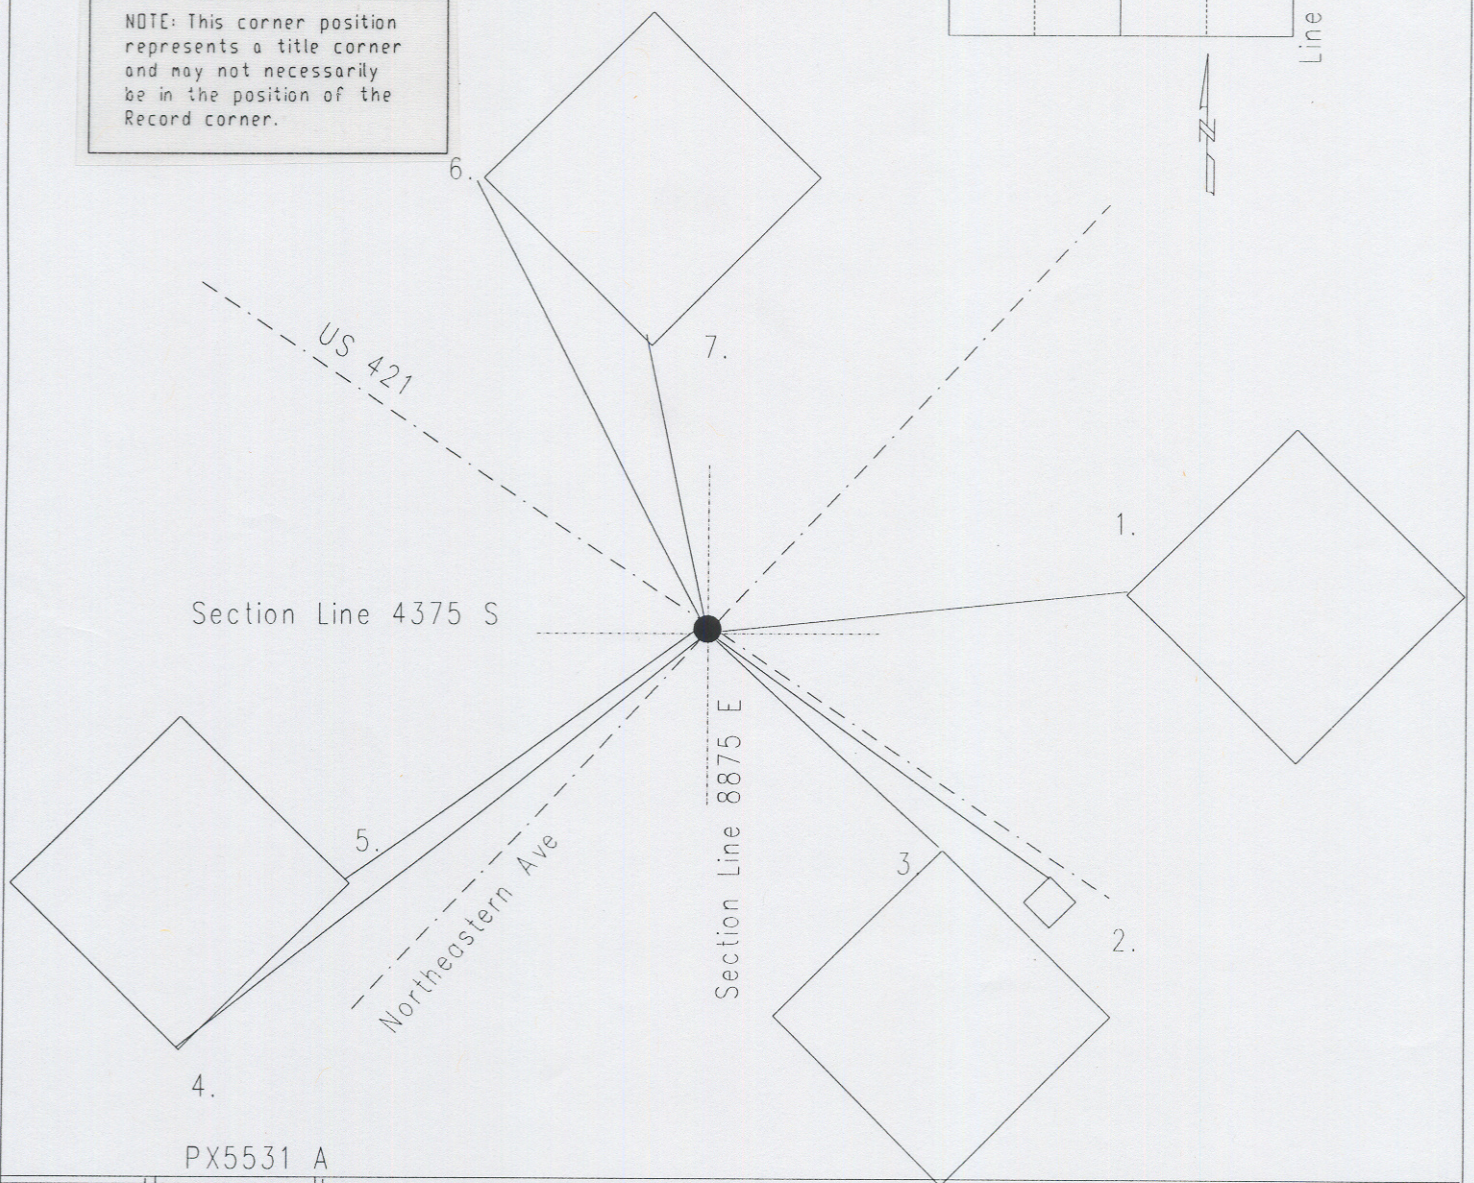 NOTE: This corner position
represents a title corner
and may not necessarily
be in the position of the
Record corner.
Line
N
6.
US 421
7.
1.
Section Line 4375 S
Section Line 8875 E
5.
3.
Northeastern Ave
2.
4.
PX5531 A